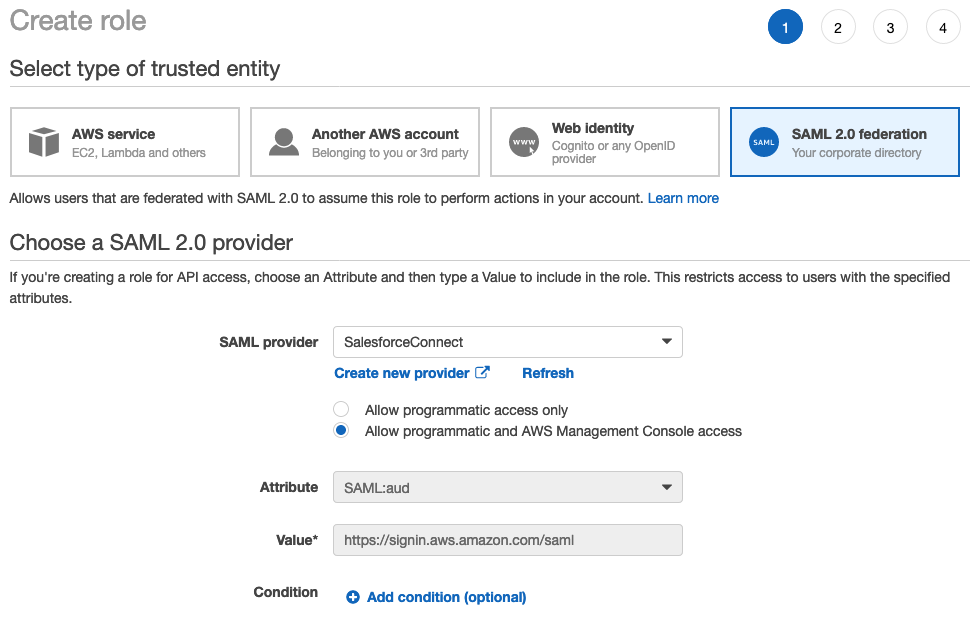 Create role
1 2 3 4
Select type of trusted entity
AWS service
EC2, Lambda and others
Another AWS account
Belonging to you or 3rd party
www
Web identity
Cognito or any OpenID
provider
SAML
SAML 2.0 federation
Your corporate directory
Allows users that are federated with SAML 2.0 to assume this role to perform actions in your account. Learn more
Choose a SAML 2.0 provider
If you're creating a role for API access, choose an Attribute and then type a Value to include in the role. This restricts access to users with the specified
attributes.
SAML provider SalesforceConnect
Create new provider Refresh
Allow programmatic access only
Allow programmatic and AWS Management Console access
Attribute SAML:aud
Value* https://signin.aws.amazon.com/saml
Condition Add condition (optional)